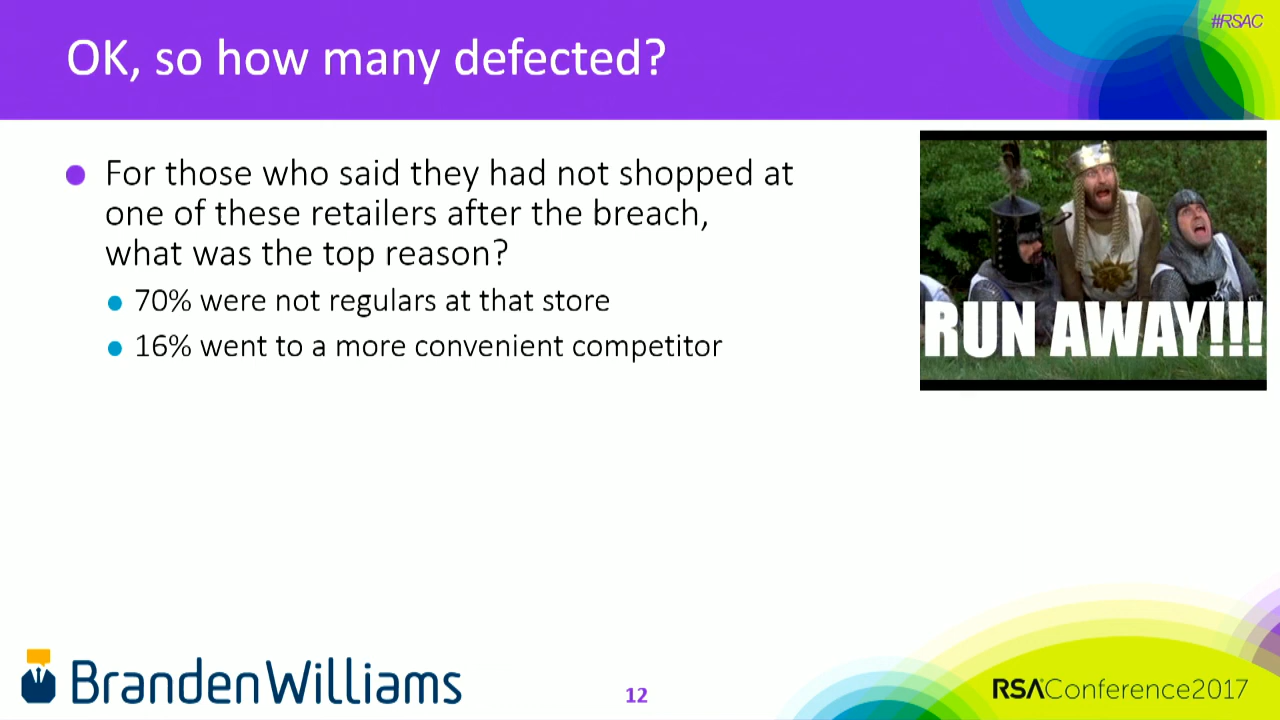 #RSAC
OK, so how many defected?
For those who said they had not shopped at
one of these retailers after the breach,
what was the top reason?
70% were not regulars at that store
16% went to a more convenient competitor
RUN AWAY!!!
BrandenWilliams
12
RSAConference2017